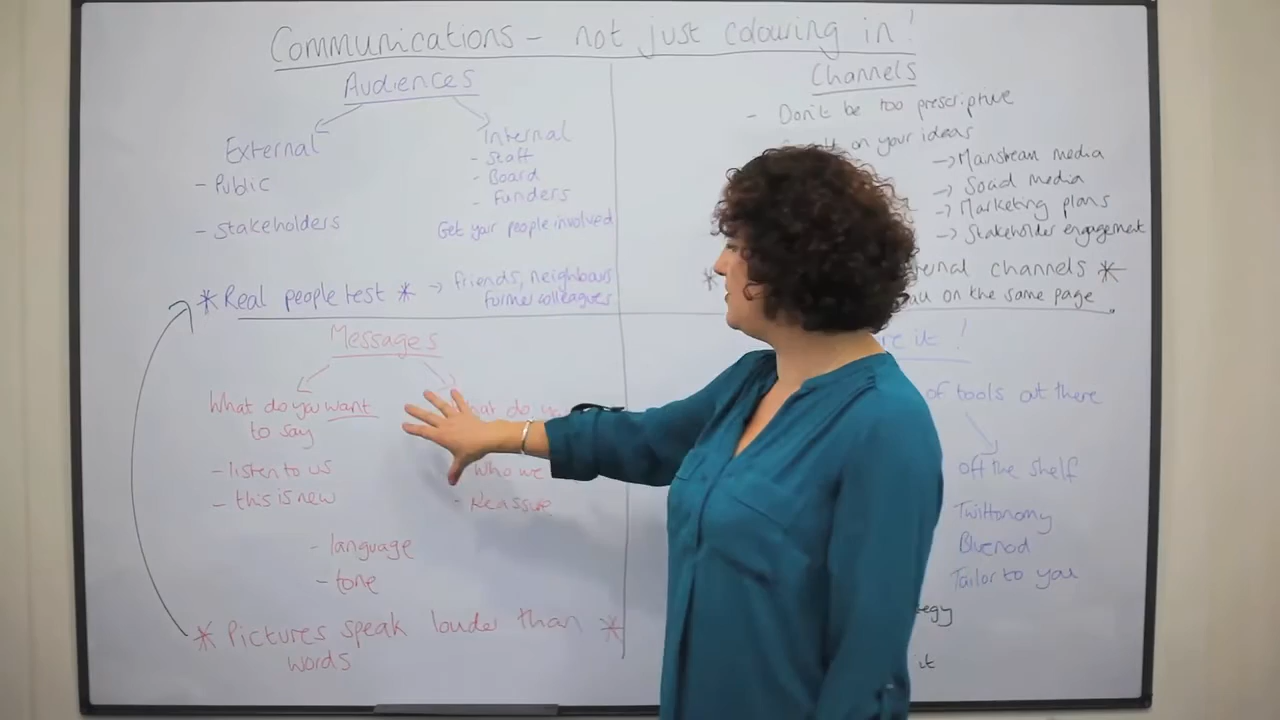 Communications - not just colouring in!
Audiences
External
- Public
- Stakeholders
Internal
- Staff
- Board
- Funders
Get your people involved
* Real people test * → friends, neighbours
former colleagues
Channels
- Don't be too prescriptive
on your ideas
→ Mainstream media
→ Social media
→ Marketing plans
→ Stakeholder engagement
* channels *
on the same page
Messages
What do you want
to say
- listen to us
- this is new
do
- Who we
- Reassure
- language
- tone
* Pictures speak louder than *
words
it!
of tools out there
off the shelf
Twiltonomy
Bluenod
Tailor to you
it